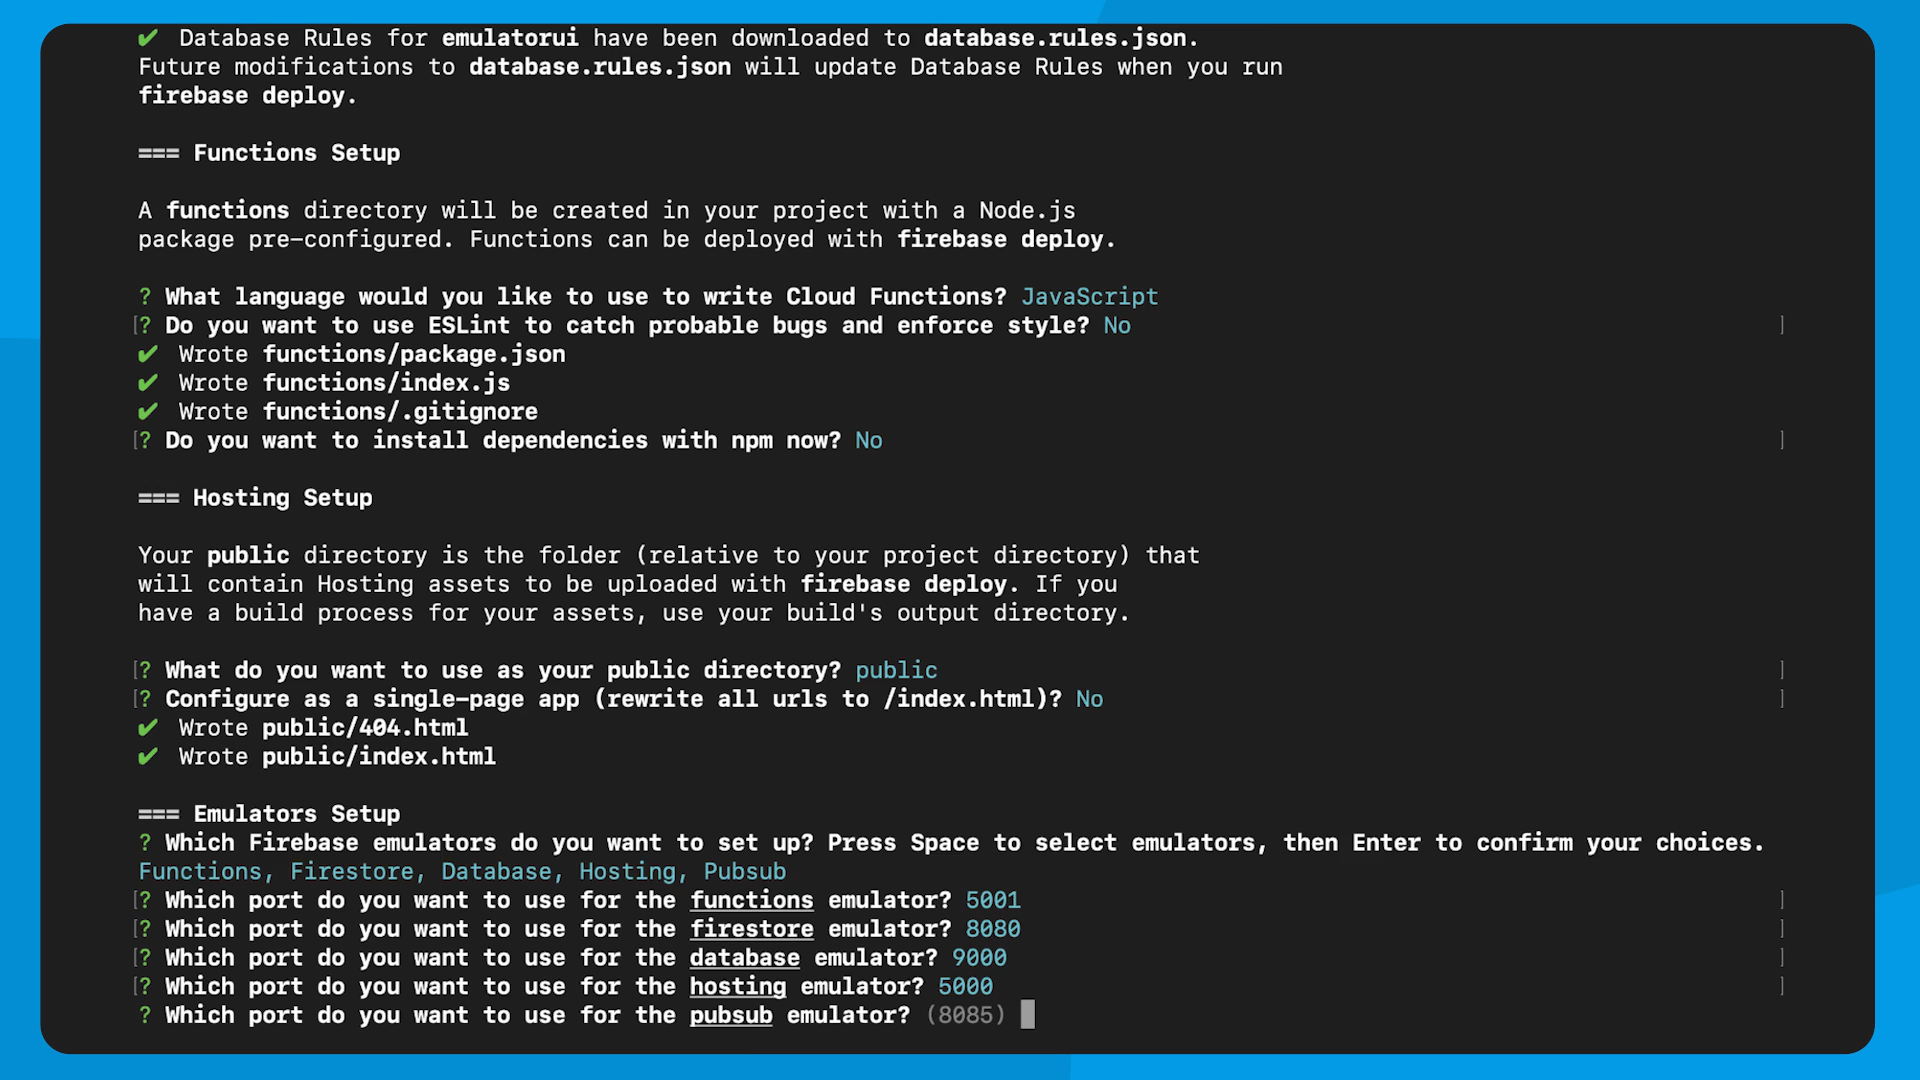 ✔ Database Rules for emulatorui have been downloaded to database.rules.json.
Future modifications to database.rules.json will update Database Rules when you run
firebase deploy.
=== Functions Setup
A functions directory will be created in your project with a Node.js
package pre-configured. Functions can be deployed with firebase deploy.
? What language would you like to use to write Cloud Functions? JavaScript
[? Do you want to use ESLint to catch probable bugs and enforce style? No ]
✔ Wrote functions/package.json
✔ Wrote functions/index.js
✔ Wrote functions/.gitignore
[? Do you want to install dependencies with npm now? No ]
=== Hosting Setup
Your public directory is the folder (relative to your project directory) that
will contain Hosting assets to be uploaded with firebase deploy. If you
have a build process for your assets, use your build's output directory.
[? What do you want to use as your public directory? public ]
[? Configure as a single-page app (rewrite all urls to /index.html)? No ]
✔ Wrote public/404.html
✔ Wrote public/index.html
=== Emulators Setup
? Which Firebase emulators do you want to set up? Press Space to select emulators, then Enter to confirm your choices.
Functions, Firestore, Database, Hosting, Pubsub
[? Which port do you want to use for the functions emulator? 5001 ]
[? Which port do you want to use for the firestore emulator? 8080 ]
[? Which port do you want to use for the database emulator? 9000 ]
[? Which port do you want to use for the hosting emulator? 5000 ]
? Which port do you want to use for the pubsub emulator? (8085)